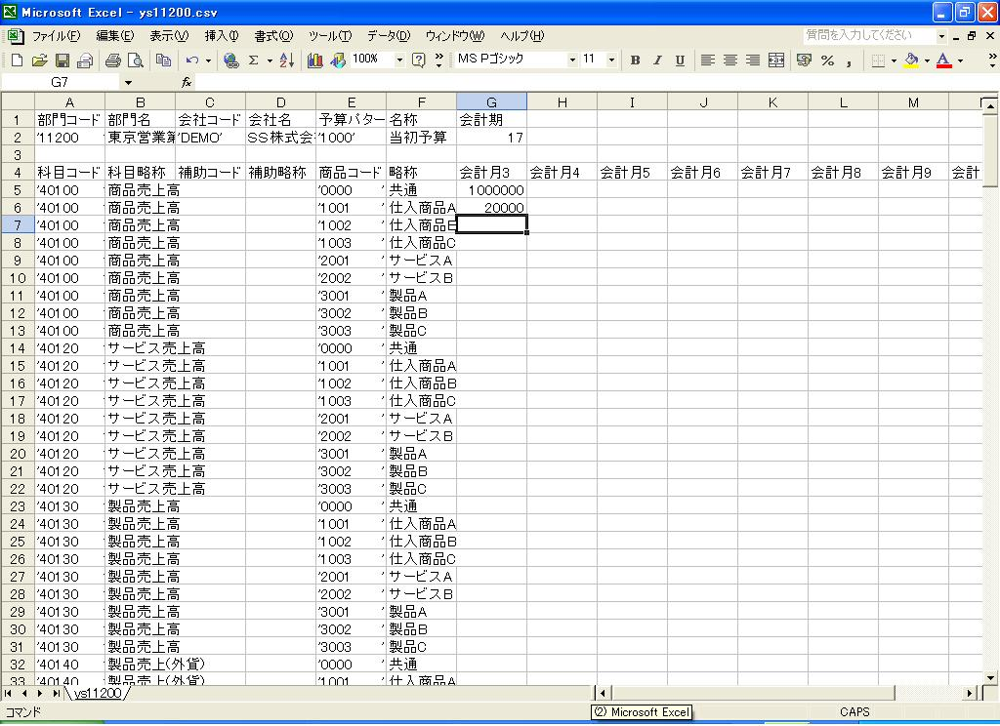 Microsoft Excel - ys11200.csv
ファイル(F) 編集(E) 表示(V) 挿入(I) 書式(O) ツール(T) データ(D) ウィンドウ(W) ヘルプ(H) 質問を入力してください
100% MS Pゴシック 11 B I U % ,
G7 fx
A B C D E F G H I J K L M
1 部門コード 部門名 会社コード 会社名 予算パター 名称 会計期
2 '11200 東京営業 'DEMO' SS株式会 '1000' 当初予算 17
3
4 科目コード 科目略称 補助コード 補助略称 商品コード 略称 会計月3 会計月4 会計月5 会計月6 会計月7 会計月8 会計月9 会計
5 '40100 ' 商品売上高 '0000 ' 共通 1000000
6 '40100 ' 商品売上高 '1001 ' 仕入商品A 20000
7 '40100 ' 商品売上高 '1002 ' 仕入商品B
8 '40100 ' 商品売上高 '1003 ' 仕入商品C
9 '40100 ' 商品売上高 '2001 ' サービスA
10 '40100 ' 商品売上高 '2002 ' サービスB
11 '40100 ' 商品売上高 '3001 ' 製品A
12 '40100 ' 商品売上高 '3002 ' 製品B
13 '40100 ' 商品売上高 '3003 ' 製品C
14 '40120 ' サービス売上高 '0000 ' 共通
15 '40120 ' サービス売上高 '1001 ' 仕入商品A
16 '40120 ' サービス売上高 '1002 ' 仕入商品B
17 '40120 ' サービス売上高 '1003 ' 仕入商品C
18 '40120 ' サービス売上高 '2001 ' サービスA
19 '40120 ' サービス売上高 '2002 ' サービスB
20 '40120 ' サービス売上高 '3001 ' 製品A
21 '40120 ' サービス売上高 '3002 ' 製品B
22 '40120 ' サービス売上高 '3003 ' 製品C
23 '40130 ' 製品売上高 '0000 ' 共通
24 '40130 ' 製品売上高 '1001 ' 仕入商品A
25 '40130 ' 製品売上高 '1002 ' 仕入商品B
26 '40130 ' 製品売上高 '1003 ' 仕入商品C
27 '40130 ' 製品売上高 '2001 ' サービスA
28 '40130 ' 製品売上高 '2002 ' サービスB
29 '40130 ' 製品売上高 '3001 ' 製品A
30 '40130 ' 製品売上高 '3002 ' 製品B
31 '40130 ' 製品売上高 '3003 ' 製品C
32 '40140 ' 製品売上(外貨) '0000 ' 共通
33 '40140 ' 製品売上(外貨) '1001 ' 仕入商品A
ys11200
コマンド (2) Microsoft Excel CAPS